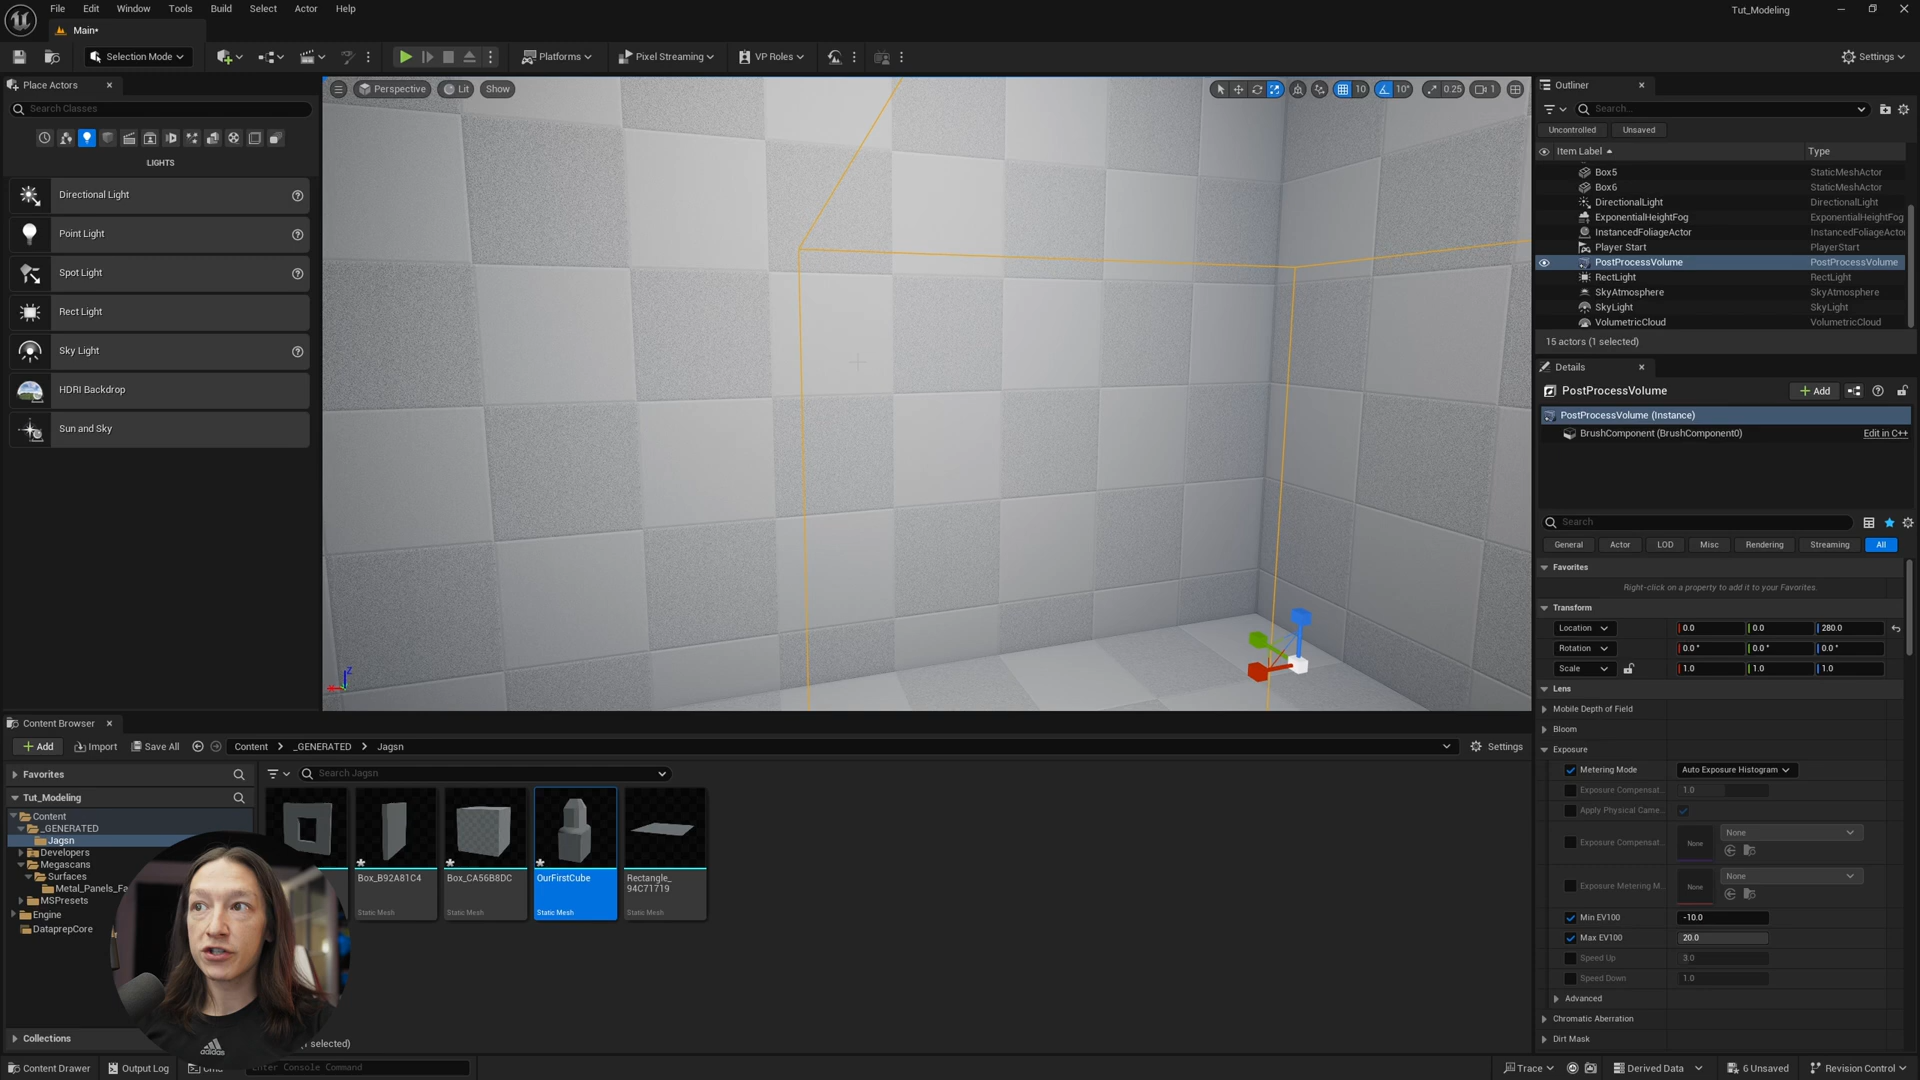 File Edit Window Tools Build Select Actor Help
Tut_Modeling
Main•
Selection Mode
Platforms
Pixel Streaming
VP Roles
Settings
Place Actors
Search Classes
LIGHTS
Directional Light
Point Light
Spot Light
Rect Light
Sky Light
HDRI Backdrop
Sun and Sky
Perspective
Lit
Show
10
10°
0.25
1
Z
Outliner
Search...
Uncontrolled
Unsaved
Item Label
Type
Box5 StaticMeshActor
Box6 StaticMeshActor
DirectionalLight DirectionalLight
ExponentialHeightFog ExponentialHeightFog
InstancedFoliageActor InstancedFoliageActo
Player Start PlayerStart
PostProcessVolume PostProcessVolume
RectLight RectLight
SkyAtmosphere SkyAtmosphere
SkyLight SkyLight
VolumetricCloud VolumetricCloud
15 actors (1 selected)
Details
PostProcessVolume
Add
PostProcessVolume (Instance)
BrushComponent (BrushComponent0)
Edit in C++
Search
General Actor LOD Misc Rendering Streaming All
Favorites
Right-click on a property to add it to your Favorites.
Transform
Location 0.0 0.0 280.0
Rotation 0.0° 0.0° 0.0°
Scale 1.0 1.0 1.0
Lens
Mobile Depth of Field
Bloom
Exposure
Metering Mode Auto Exposure Histogram
Exposure Compensat... 1.0
Apply Physical Came...
Exposure Compensat... None None
Exposure Metering M... None None
Min EV100 -10.0
Max EV100 20.0
Speed Up 3.0
Speed Down 1.0
Advanced
Chromatic Aberration
Dirt Mask
Content Browser
Add
Import
Save All
Content > _GENERATED > Jagsn
Settings
Favorites
Tut_Modeling
Content
_GENERATED
Jagsn
Developers
Megascans
Surfaces
Metal_Panels_Fa
MSPresets
Engine
DataprepCore
Collections
Search Jagsn
Box_B92A81C4
Static Mesh
Box_CA56B8DC
Static Mesh
OurFirstCube
Static Mesh
Rectangle_
94C71719
Static Mesh
selected)
adidas
Content Drawer
Output Log
Enter Console Command
Trace
Derived Data
6 Unsaved
Revision Control